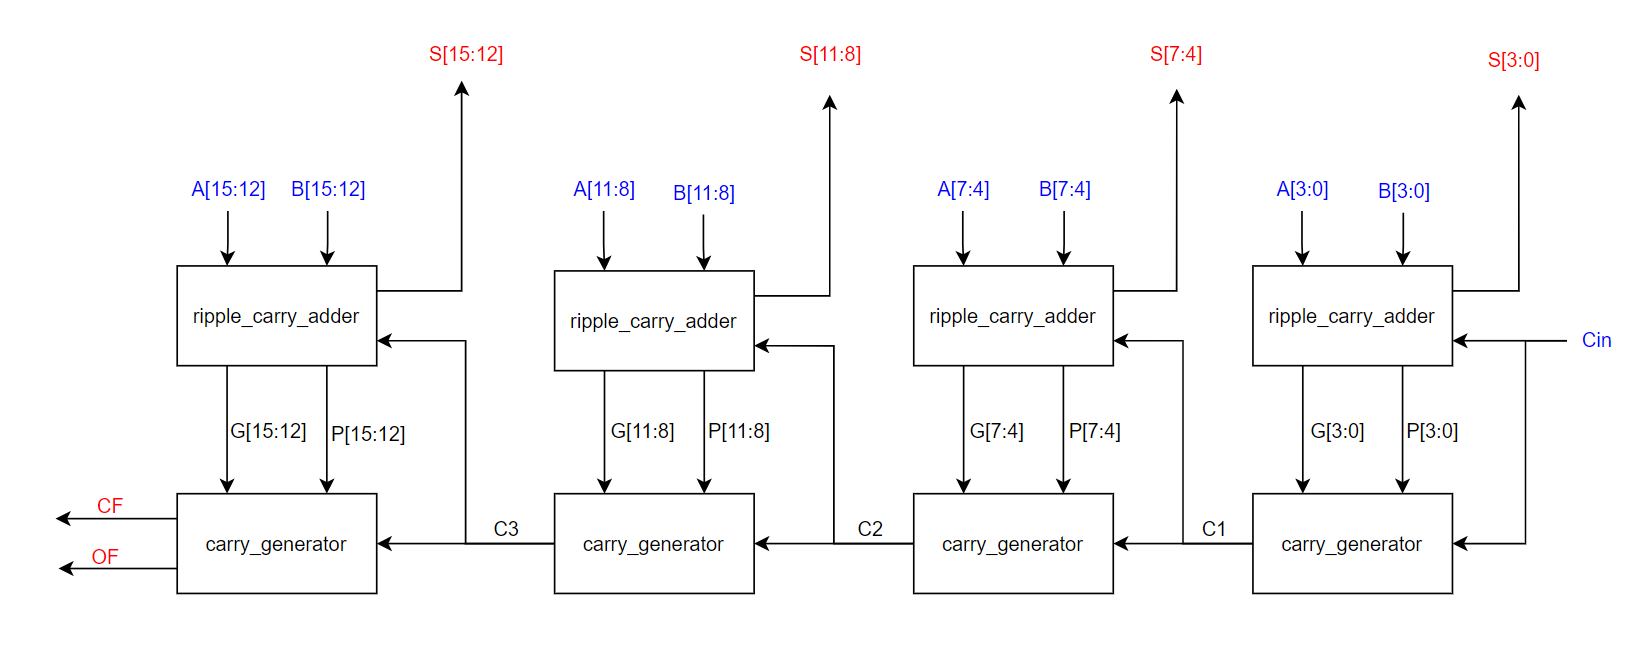 S[15:12]
S[11:8]
S[7:4]
S[3:0]
A[15:12]
B[15:12]
A[11:8]
B[11:8]
A[7:4]
B[7:4]
A[3:0]
B[3:0]
ripple_carry_adder
ripple_carry_adder
ripple_carry_adder
ripple_carry_adder
Cin
G[15:12]
P[15:12]
G[11:8]
P[11:8]
G[7:4]
P[7:4]
G[3:0]
P[3:0]
CF
OF
carry_generator
C3
carry_generator
C2
carry_generator
C1
carry_generator